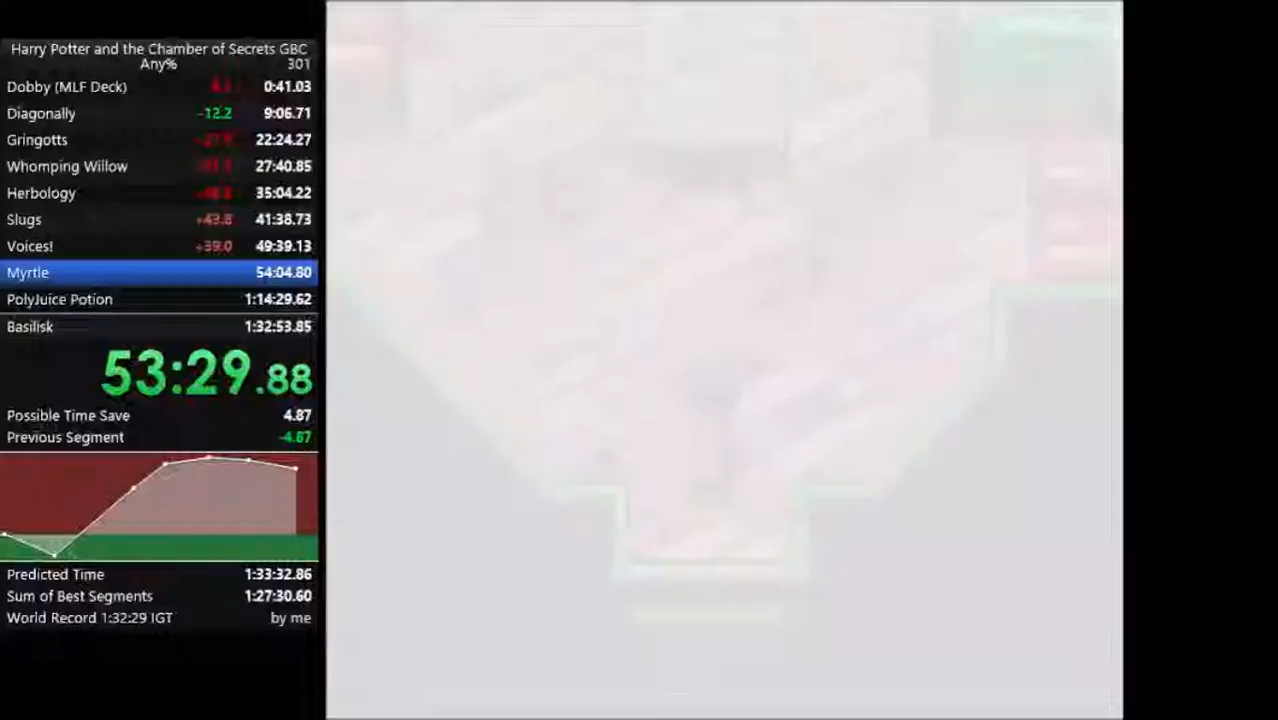 Harry Potter and the Chamber of Secrets GBC
Any% 301
Dobby (MLF Deck) 0:41.03
Diagonally -12.2 9:06.71
Gringotts 22:24.27
Whomping Willow 27:40.85
Herbology 35:04.22
Slugs +43.8 41:38.73
Voices! +39.0 49:39.13
Myrtle 54:04.80
PolyJuice Potion 1:14:29.62
Basilisk 1:32:53.85
53:29.88
Possible Time Save 4.87
Previous Segment -4.87
Predicted Time 1:33:32.86
Sum of Best Segments 1:27:30.60
World Record 1:32:29 IGT by me